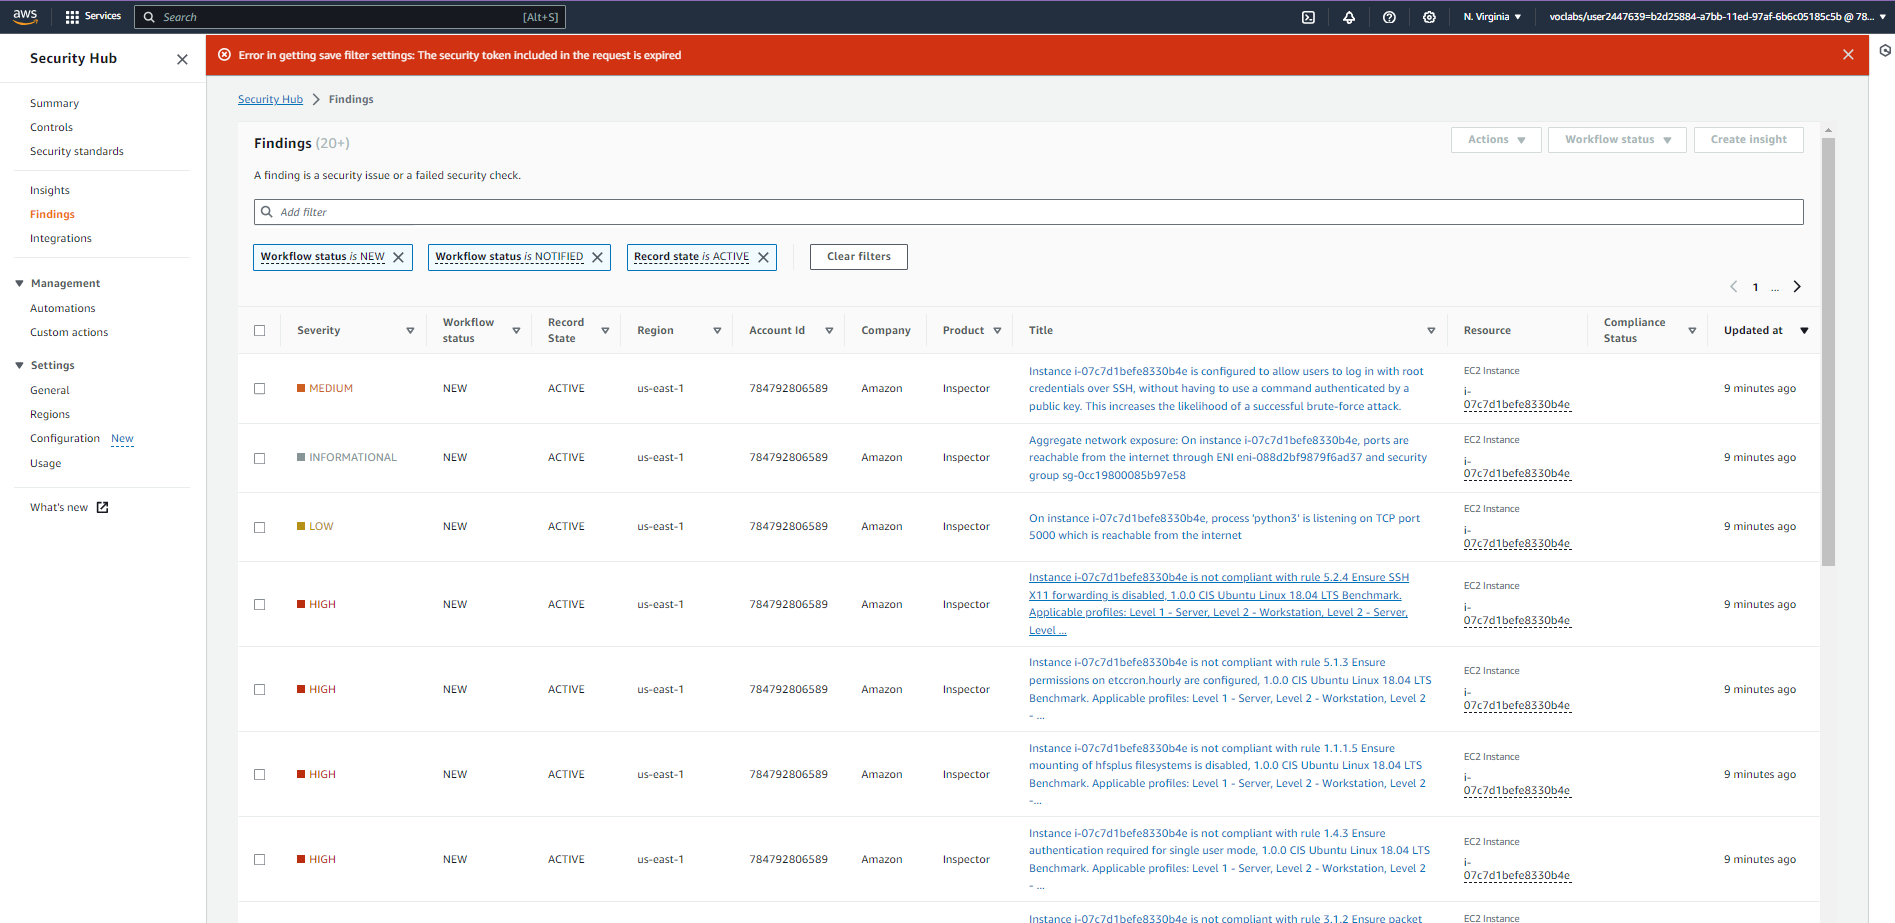 aws
Services
Search
[Alt+S]
N. Virginia
voclabs/user2447639=b2d25884-a7bb-11ed-97af-6b6c05185c5b @ 78...
Security Hub
Error in getting save filter settings: The security token included in the request is expired
Summary
Controls
Security standards
Insights
Findings
Integrations
Management
Automations
Custom actions
Settings
General
Regions
Configuration New
Usage
What's new
Security Hub > Findings
Findings (20+)
Actions
Workflow status
Create insight
A finding is a security issue or a failed security check.
Add filter
Workflow status is NEW
Workflow status is NOTIFIED
Record state is ACTIVE
Clear filters
1 ...
Severity
Workflow
status
Record
State
Region
Account Id
Company
Product
Title
Resource
Compliance
Status
Updated at
MEDIUM
NEW
ACTIVE
us-east-1
784792806589
Amazon
Inspector
Instance i-07c7d1befe8330b4e is configured to allow users to log in with root
credentials over SSH, without having to use a command authenticated by a
public key. This increases the likelihood of a successful brute-force attack.
EC2 Instance
i-
07c7d1befe8330b4e
9 minutes ago
INFORMATIONAL
NEW
ACTIVE
us-east-1
784792806589
Amazon
Inspector
Aggregate network exposure: On instance i-07c7d1befe8330b4e, ports are
reachable from the internet through ENI eni-088d2bf9879f6ad37 and security
group sg-0cc19800085b97e58
EC2 Instance
i-
07c7d1befe8330b4e
9 minutes ago
LOW
NEW
ACTIVE
us-east-1
784792806589
Amazon
Inspector
On instance i-07c7d1befe8330b4e, process 'python3' is listening on TCP port
5000 which is reachable from the internet
EC2 Instance
i-
07c7d1befe8330b4e
9 minutes ago
HIGH
NEW
ACTIVE
us-east-1
784792806589
Amazon
Inspector
Instance i-07c7d1befe8330b4e is not compliant with rule 5.2.4 Ensure SSH
X11 forwarding is disabled, 1.0.0 CIS Ubuntu Linux 18.04 LTS Benchmark.
Applicable profiles: Level 1 - Server, Level 2 - Workstation, Level 2 - Server,
Level ...
EC2 Instance
i-
07c7d1befe8330b4e
9 minutes ago
HIGH
NEW
ACTIVE
us-east-1
784792806589
Amazon
Inspector
Instance i-07c7d1befe8330b4e is not compliant with rule 5.1.3 Ensure
permissions on etccron.hourly are configured, 1.0.0 CIS Ubuntu Linux 18.04 LTS
Benchmark. Applicable profiles: Level 1 - Server, Level 2 - Workstation, Level 2
- ...
EC2 Instance
i-
07c7d1befe8330b4e
9 minutes ago
HIGH
NEW
ACTIVE
us-east-1
784792806589
Amazon
Inspector
Instance i-07c7d1befe8330b4e is not compliant with rule 1.1.1.5 Ensure
mounting of hfsplus filesystems is disabled, 1.0.0 CIS Ubuntu Linux 18.04 LTS
Benchmark. Applicable profiles: Level 1 - Server, Level 2 - Workstation, Level 2
-...
EC2 Instance
i-
07c7d1befe8330b4e
9 minutes ago
HIGH
NEW
ACTIVE
us-east-1
784792806589
Amazon
Inspector
Instance i-07c7d1befe8330b4e is not compliant with rule 1.4.3 Ensure
authentication required for single user mode, 1.0.0 CIS Ubuntu Linux 18.04 LTS
Benchmark. Applicable profiles: Level 1 - Server, Level 2 - Workstation, Level 2
- ...
EC2 Instance
i-
07c7d1befe8330b4e
9 minutes ago
Instance i-07c7d1befe8330b4e is not compliant with rule 3.1.2 Ensure packet
EC2 Instance